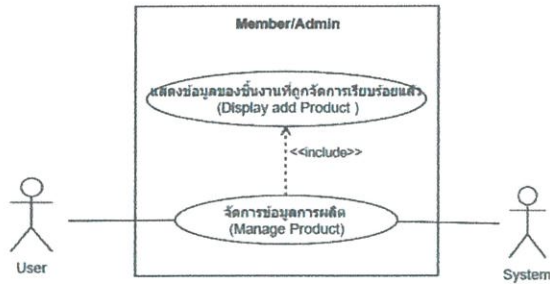 Member/Admin
แสดงข้อมูลของชิ้นงานที่ถูกจัดการเรียบร้อยแล้ว
(Display add Product )
<<include>>
จัดการข้อมูลการผลิต
(Manage Product)
User
System